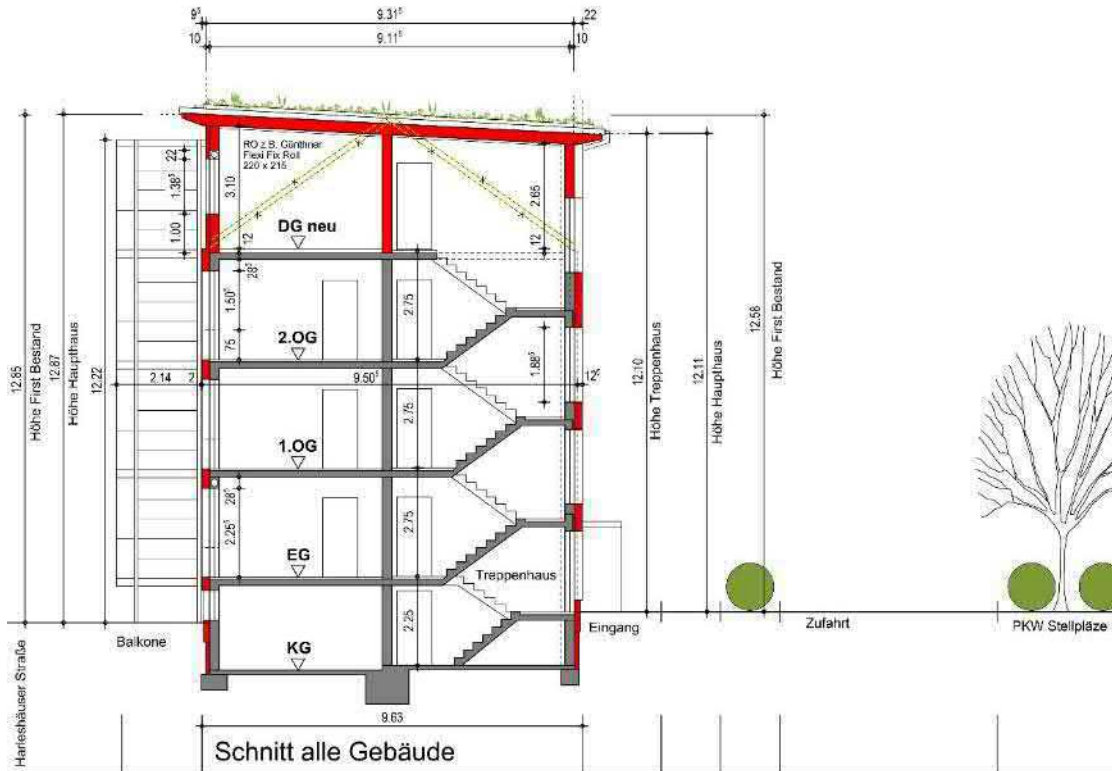 9⁵ 9.31⁵ 22
10 9.11⁵ 10
RO z.B. Günthner
Flexi Fix Roll
220 x 215
22
1.38⁵
3.10
2.65
1.00
DG neu
12
12
28⁵
2.75
1.50⁵
2.OG
75
1.88⁵
12.85
Höhe First Bestand
12.87
Höhe Haupthaus
12.22
2.14 2
9.50⁵
12⁵
12.10
Höhe Treppenhaus
12.11
Höhe Haupthaus
12.58
Höhe First Bestand
2.75
1.OG
28⁵
2.75
2.25⁵
EG
Treppenhaus
2.25
Balkone
KG
Eingang
Zufahrt
PKW Stellpläze
Harleshäuser Straße
9.63
Schnitt alle Gebäude